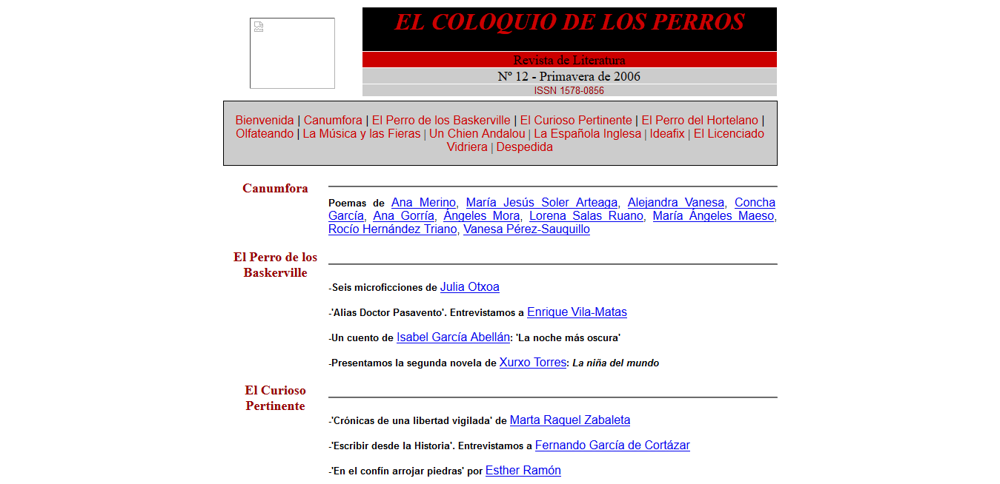 EL COLOQUIO DE LOS PERROS
Revista de Literatura
Nº 12 - Primavera de 2006
ISSN 1578-0856
Bienvenida | Canumfora | El Perro de los Baskerville | El Curioso Pertinente | El Perro del Hortelano |
Olfateando | La Música y las Fieras | Un Chien Andalou | La Española Inglesa | Ideafix | El Licenciado
Vidriera | Despedida
Canumfora
Poemas de Ana Merino, María Jesús Soler Arteaga, Alejandra Vanesa, Concha
García, Ana Gorría, Ángeles Mora, Lorena Salas Ruano, María Ángeles Maeso,
Rocío Hernández Triano, Vanesa Pérez-Sauquillo
El Perro de los
Baskerville
-Seis microficciones de Julia Otxoa
-'Alias Doctor Pasavento'. Entrevistamos a Enrique Vila-Matas
-Un cuento de Isabel García Abellán: 'La noche más oscura'
-Presentamos la segunda novela de Xurxo Torres: La niña del mundo
El Curioso
Pertinente
-'Crónicas de una libertad vigilada' de Marta Raquel Zabaleta
-'Escribir desde la Historia'. Entrevistamos a Fernando García de Cortázar
-'En el confín arrojar piedras' por Esther Ramón